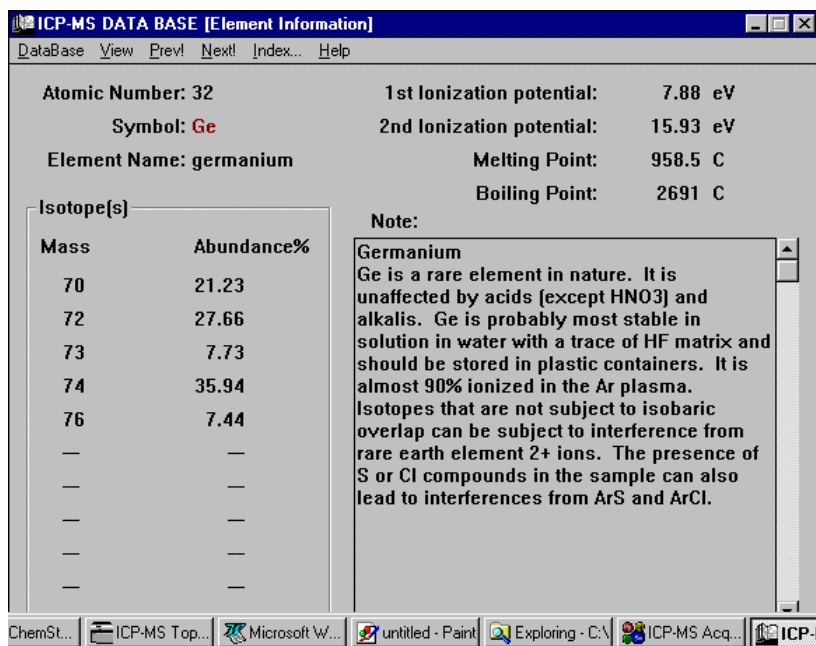 ICP-MS DATA BASE [Element Information]
DataBase View Prev! Next! Index... Help
Atomic Number: 32
Symbol: Ge
Element Name: germanium
1st Ionization potential: 7.88 eV
2nd Ionization potential: 15.93 eV
Melting Point: 958.5 C
Boiling Point: 2691 C
Isotope(s)
Mass Abundance%
70 21.23
72 27.66
73 7.73
74 35.94
76 7.44
— —
— —
— —
— —
— —
Note:
Germanium
Ge is a rare element in nature. It is
unaffected by acids (except HNO3) and
alkalis. Ge is probably most stable in
solution in water with a trace of HF matrix and
should be stored in plastic containers. It is
almost 90% ionized in the Ar plasma.
Isotopes that are not subject to isobaric
overlap can be subject to interference from
rare earth element 2+ ions. The presence of
S or Cl compounds in the sample can also
lead to interferences from ArS and ArCl.
ChemSt... ICP-MS Top... Microsoft W... untitled - Paint Exploring - C:\ ICP-MS Acq... ICP-